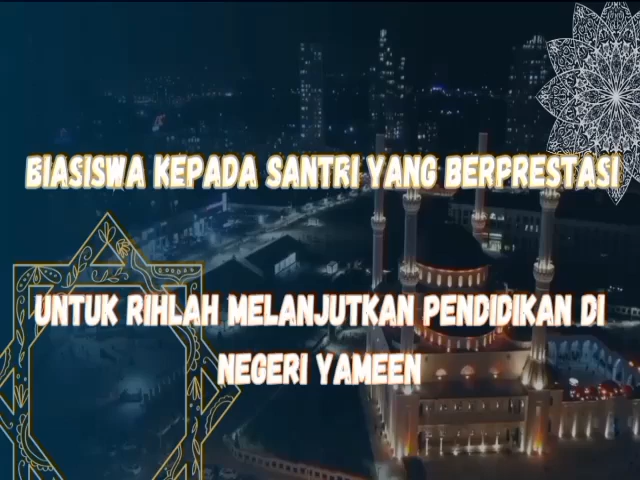 BIASISWA KEPADA SANTRI YANG BERPRESTASI
UNTUK RIHLAH MELANJUTKAN PENDIDIKAN DI
NEGERI YAMEEN